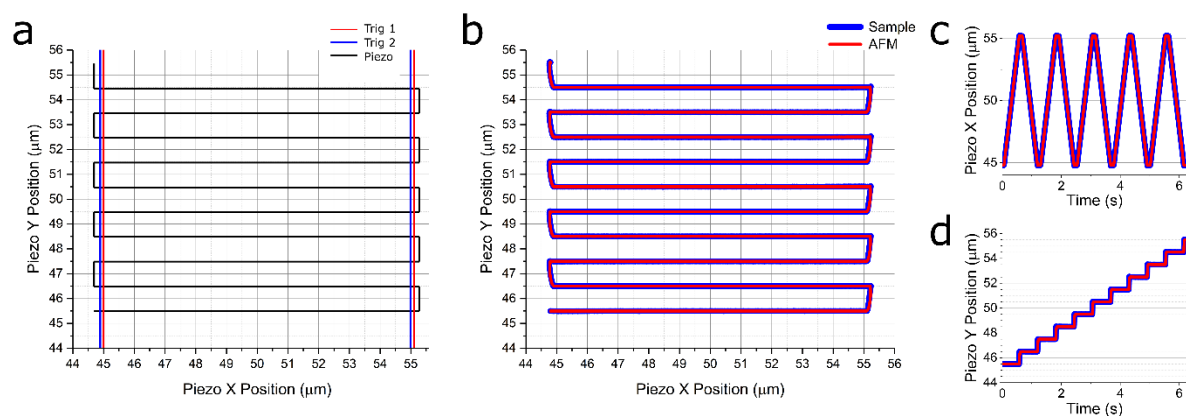 a
Trig 1
Trig 2
Piezo
56
55
54
53
52
51
50
49
48
47
46
45
44
44 45 46 47 48 49 50 51 52 53 54 55
Piezo Y Position (μm)
Piezo X Position (μm)
b
Sample
AFM
56
55
54
53
52
51
50
49
48
47
46
45
44
44 45 46 47 48 49 50 51 52 53 54 55 56
Piezo Y Position (μm)
Piezo X Position (μm)
c
55
50
45
0 2 4 6
Piezo X Position (μm)
Time (s)
d
56
54
52
50
48
46
44
0 2 4 6
Piezo Y Position (μm)
Time (s)